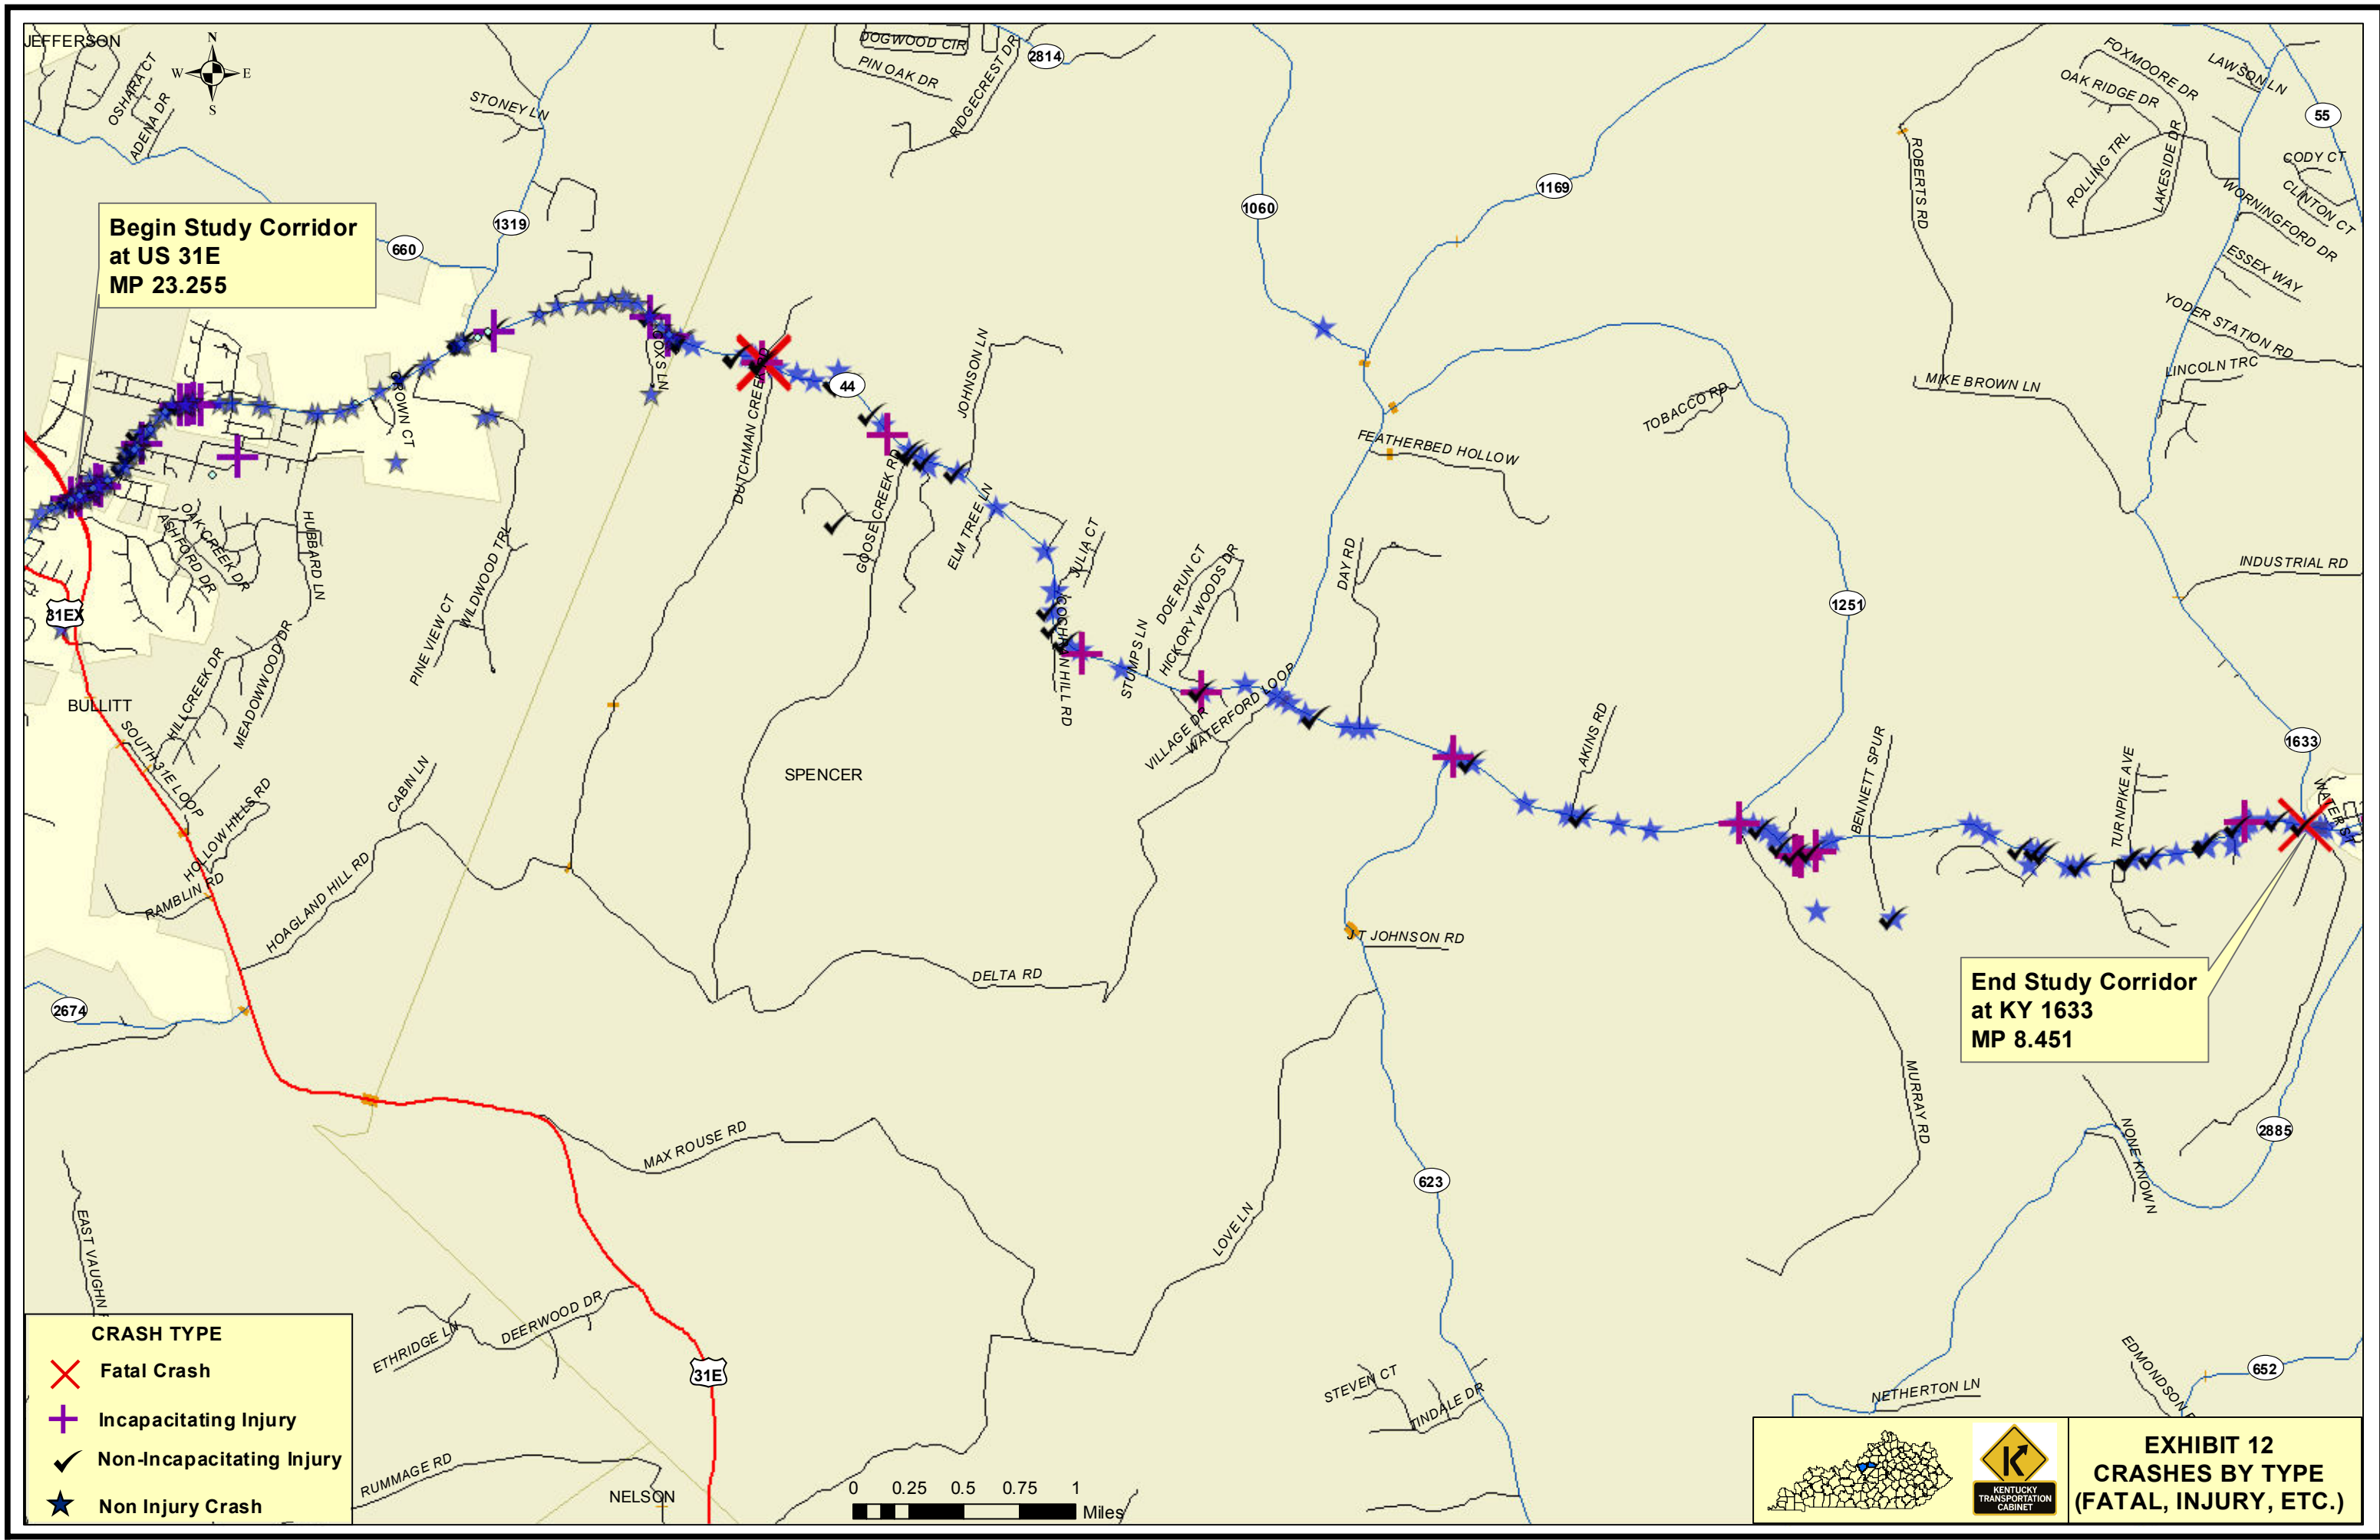 JEFFERSON
N
W
E
S
OSHARA CT
ADENA DR
STONEY LN
DOGWOOD CIR
PIN OAK DR
RIDGECREST DR
2814
1060
1169
ROBERTS RD
FOXMOORE DR
OAK RIDGE DR
LAWSON LN
55
ROLLING TRL
LAKESIDE DR
CODY CT
CLINTON CT
WORNINGFORD DR
ESSEX WAY
YODER STATION RD
LINCOLN TRC
MIKE BROWN LN
Begin Study Corridor
at US 31E
MP 23.255
660
1319
COXS LN
CROWN CT
DUTCHMAN CREEK RD
44
JOHNSON LN
GOOSE CREEK RD
ELM TREE LN
JULIA CT
TOBACCO RD
FEATHERBED HOLLOW
OAK CREEK DR
ASHFORD DR
HUBBARD LN
WILDWOOD TRL
PINE VIEW CT
DOE RUN CT
HICKORY WOODS DR
DAY RD
1251
INDUSTRIAL RD
31EX
HILLCREEK DR
MEADOWWOOD DR
BULLITT
SOUTH 31E LOOP
HOLLOW HILLS RD
RAMBLIN RD
CABIN LN
HOAGLAND HILL RD
SPENCER
STUMPS LN
VILLAGE DR
WATERFORD LOOP
AKINS RD
BENNETT SPUR
TURNPIKE AVE
1633
WATER ST
J T JOHNSON RD
DELTA RD
2674
End Study Corridor
at KY 1633
MP 8.451
MURRAY RD
NONE KNOWN
2885
MAX ROUSE RD
623
LOVE LN
EAST VAUGHN
ETHRIDGE LN
DEERWOOD DR
31E
STEVEN CT
TINDALE DR
NETHERTON LN
652
EDMONDSON
RUMMAGE RD
NELSON
CRASH TYPE
Fatal Crash
Incapacitating Injury
Non-Incapacitating Injury
Non Injury Crash
0 0.25 0.5 0.75 1
Miles
KENTUCKY
TRANSPORTATION
CABINET
EXHIBIT 12
CRASHES BY TYPE
(FATAL, INJURY, ETC.)